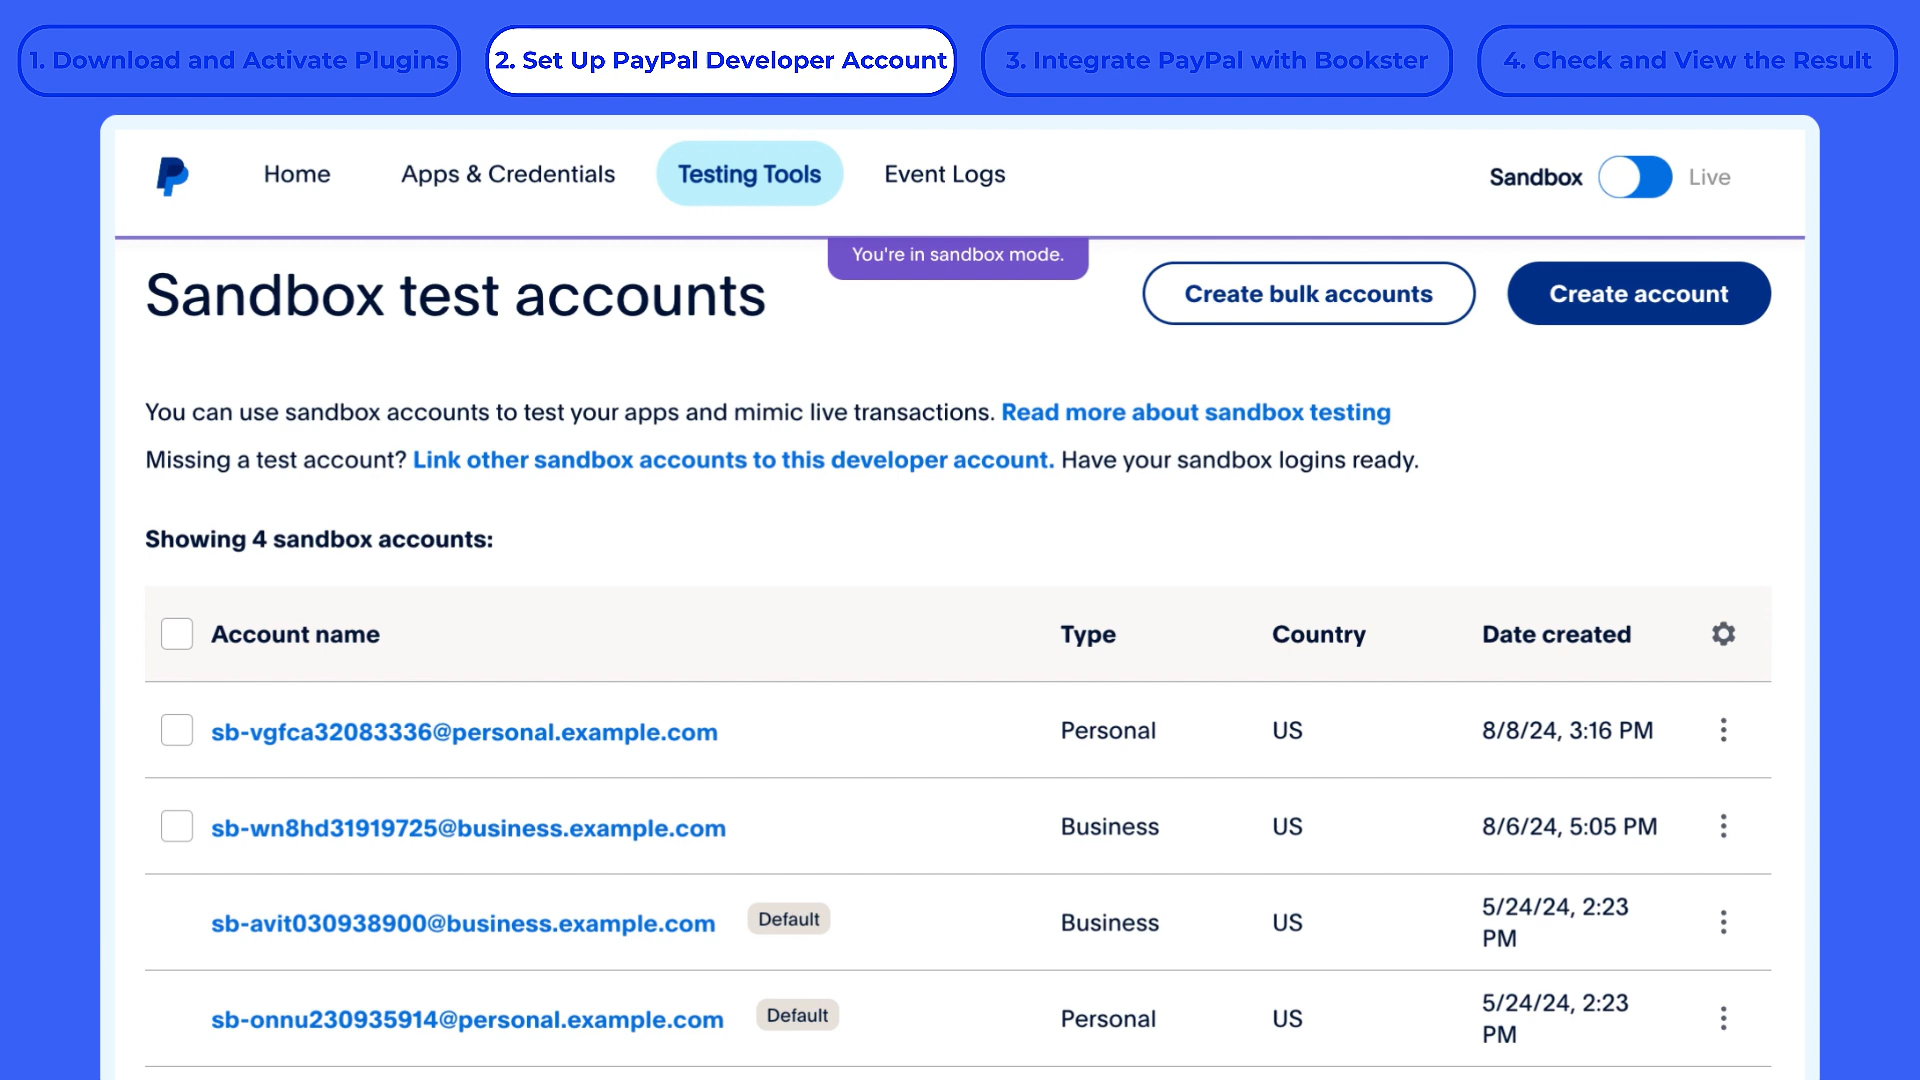 1. Download and Activate Plugins
2. Set Up PayPal Developer Account
3. Integrate PayPal with Bookster
4. Check and View the Result
Home
Apps & Credentials
Testing Tools
Event Logs
Sandbox
Live
You're in sandbox mode.
Sandbox test accounts
Create bulk accounts
Create account
You can use sandbox accounts to test your apps and mimic live transactions. Read more about sandbox testing
Missing a test account? Link other sandbox accounts to this developer account. Have your sandbox logins ready.
Showing 4 sandbox accounts:
Account name Type Country Date created
sb-vgfca32083336@personal.example.com Personal US 8/8/24, 3:16 PM
sb-wn8hd31919725@business.example.com Business US 8/6/24, 5:05 PM
sb-avit030938900@business.example.com Default Business US 5/24/24, 2:23
PM
sb-onnu230935914@personal.example.com Default Personal US 5/24/24, 2:23
PM